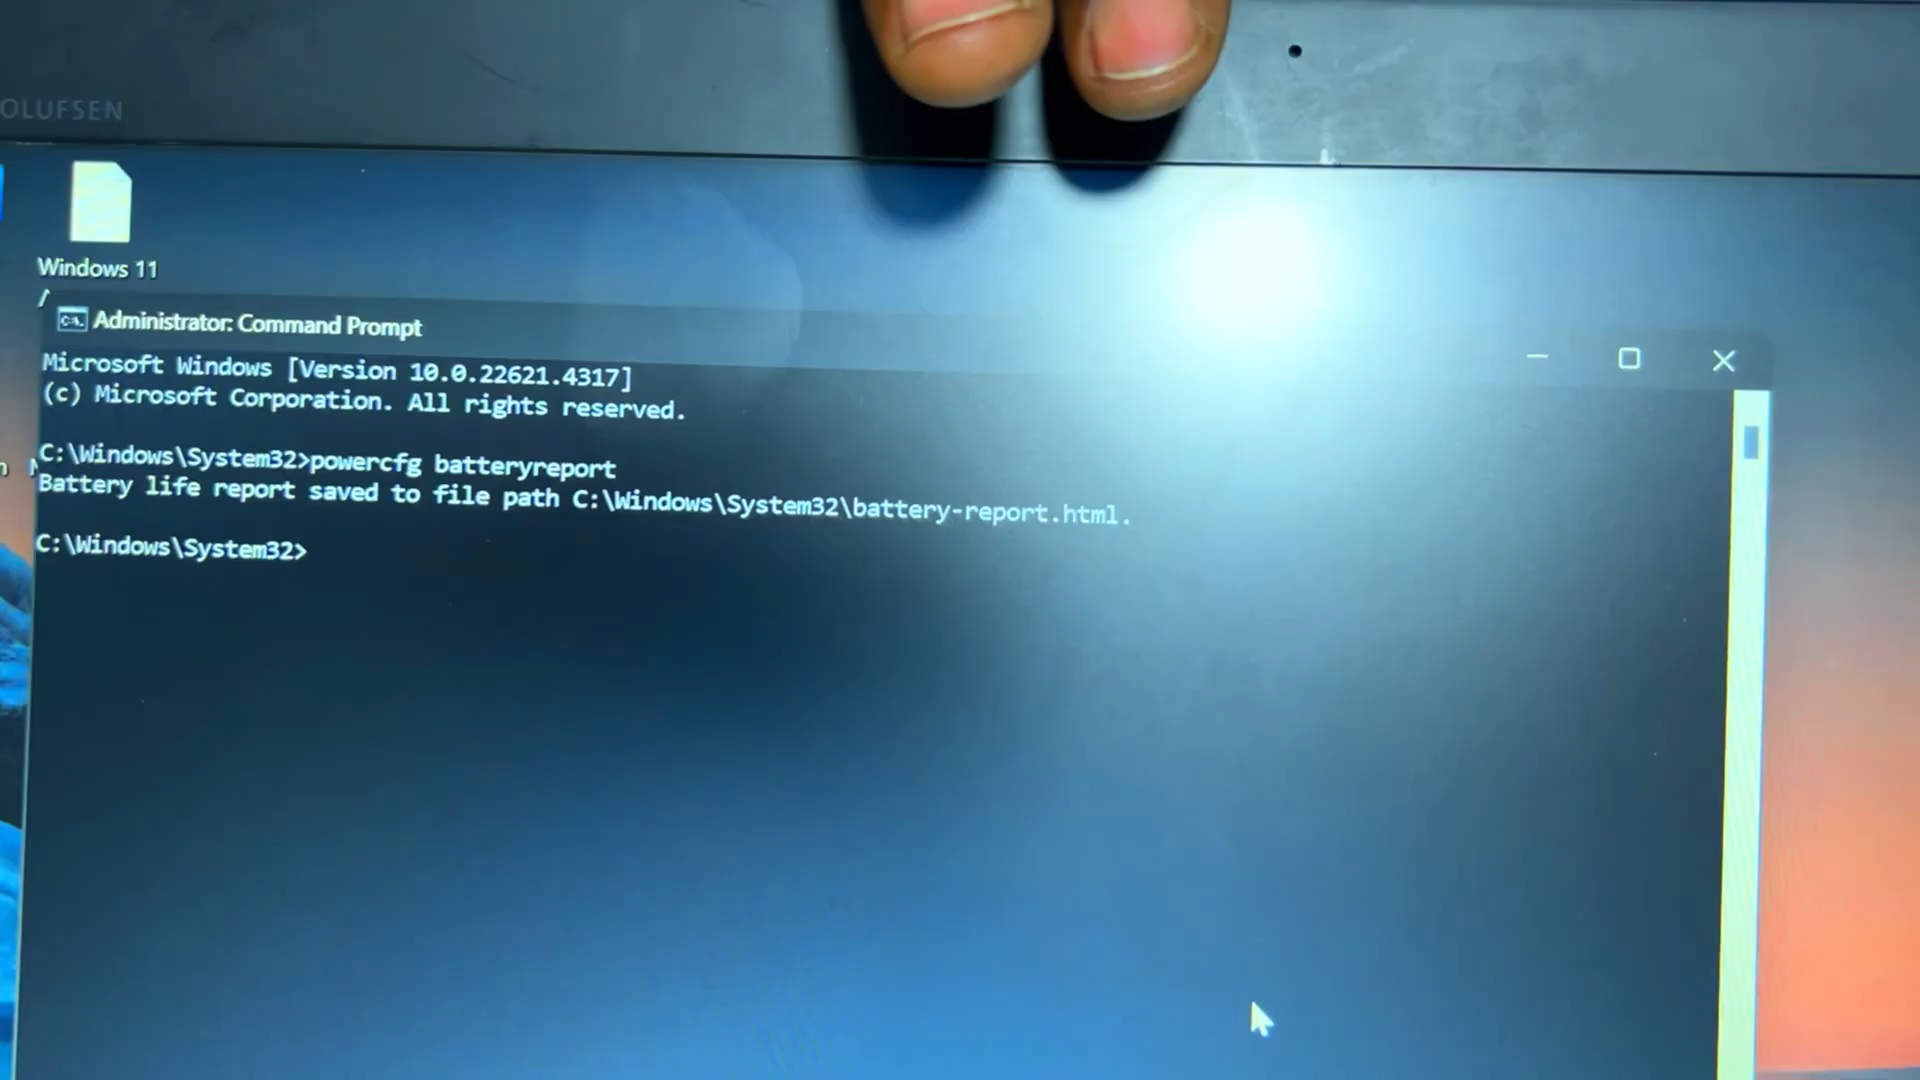 OLUFSEN
Windows 11
Administrator: Command Prompt
Microsoft Windows [Version 10.0.22621.4317]
(c) Microsoft Corporation. All rights reserved.
C:\Windows\System32>powercfg batteryreport
Battery life report saved to file path C:\Windows\System32\battery-report.html.
C:\Windows\System32>